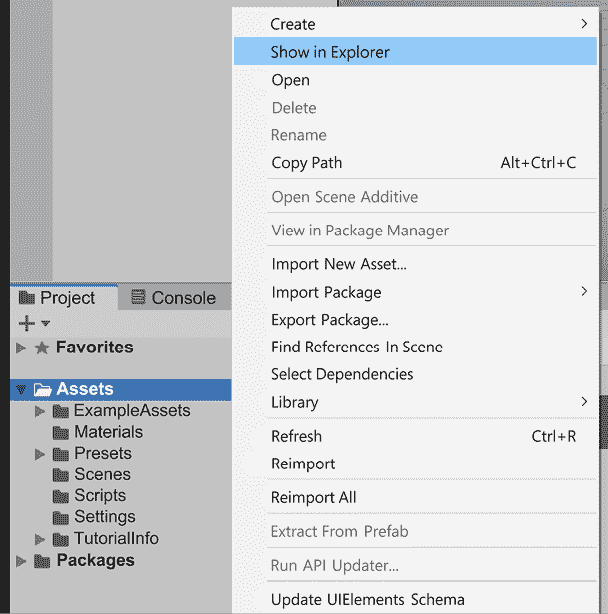 Create
Show in Explorer
Open
Delete
Rename
Copy Path Alt+Ctrl+C
Open Scene Additive
View in Package Manager
Import New Asset...
Import Package
Export Package...
Find References In Scene
Select Dependencies
Library
Refresh Ctrl+R
Reimport
Reimport All
Extract From Prefab
Run API Updater...
Update UIElements Schema
Project Console
Favorites
Assets
ExampleAssets
Materials
Presets
Scenes
Scripts
Settings
TutorialInfo
Packages